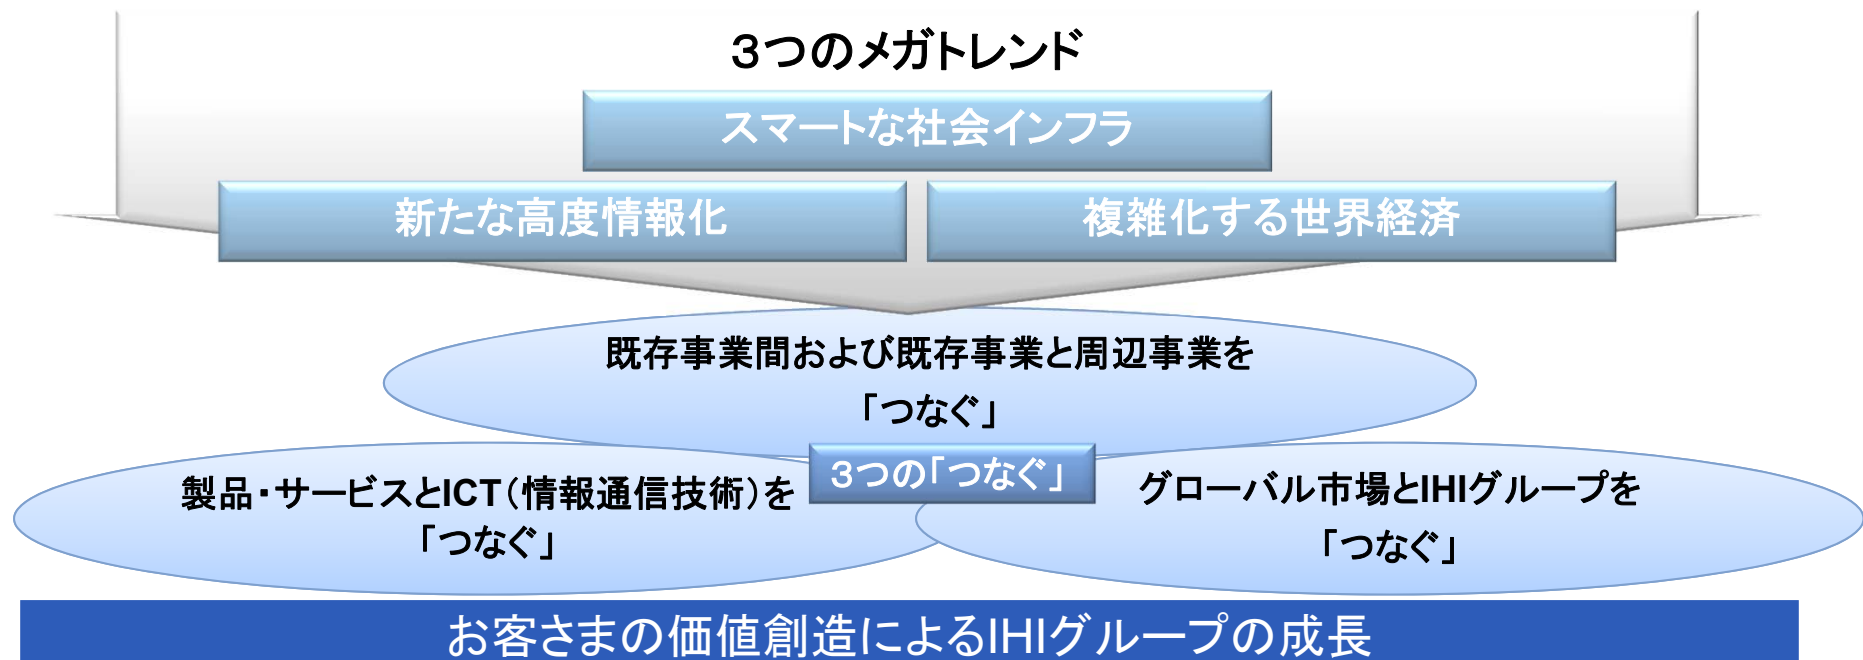 3つのメガトレンド
スマートな社会インフラ
新たな高度情報化
複雑化する世界経済
既存事業間および既存事業と周辺事業を
「つなぐ」
3つの「つなぐ」
製品・サービスとICT(情報通信技術)を
「つなぐ」
グローバル市場とIHIグループを
「つなぐ」
お客さまの価値創造によるIHIグループの成長